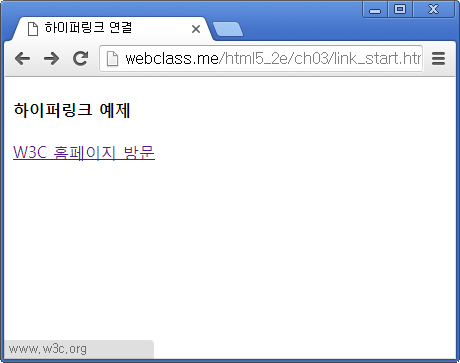 하이퍼링크 연결
webclass.me/html5_2e/ch03/link_start.htm
하이퍼링크 예제
W3C 홈페이지 방문
www.w3c.org